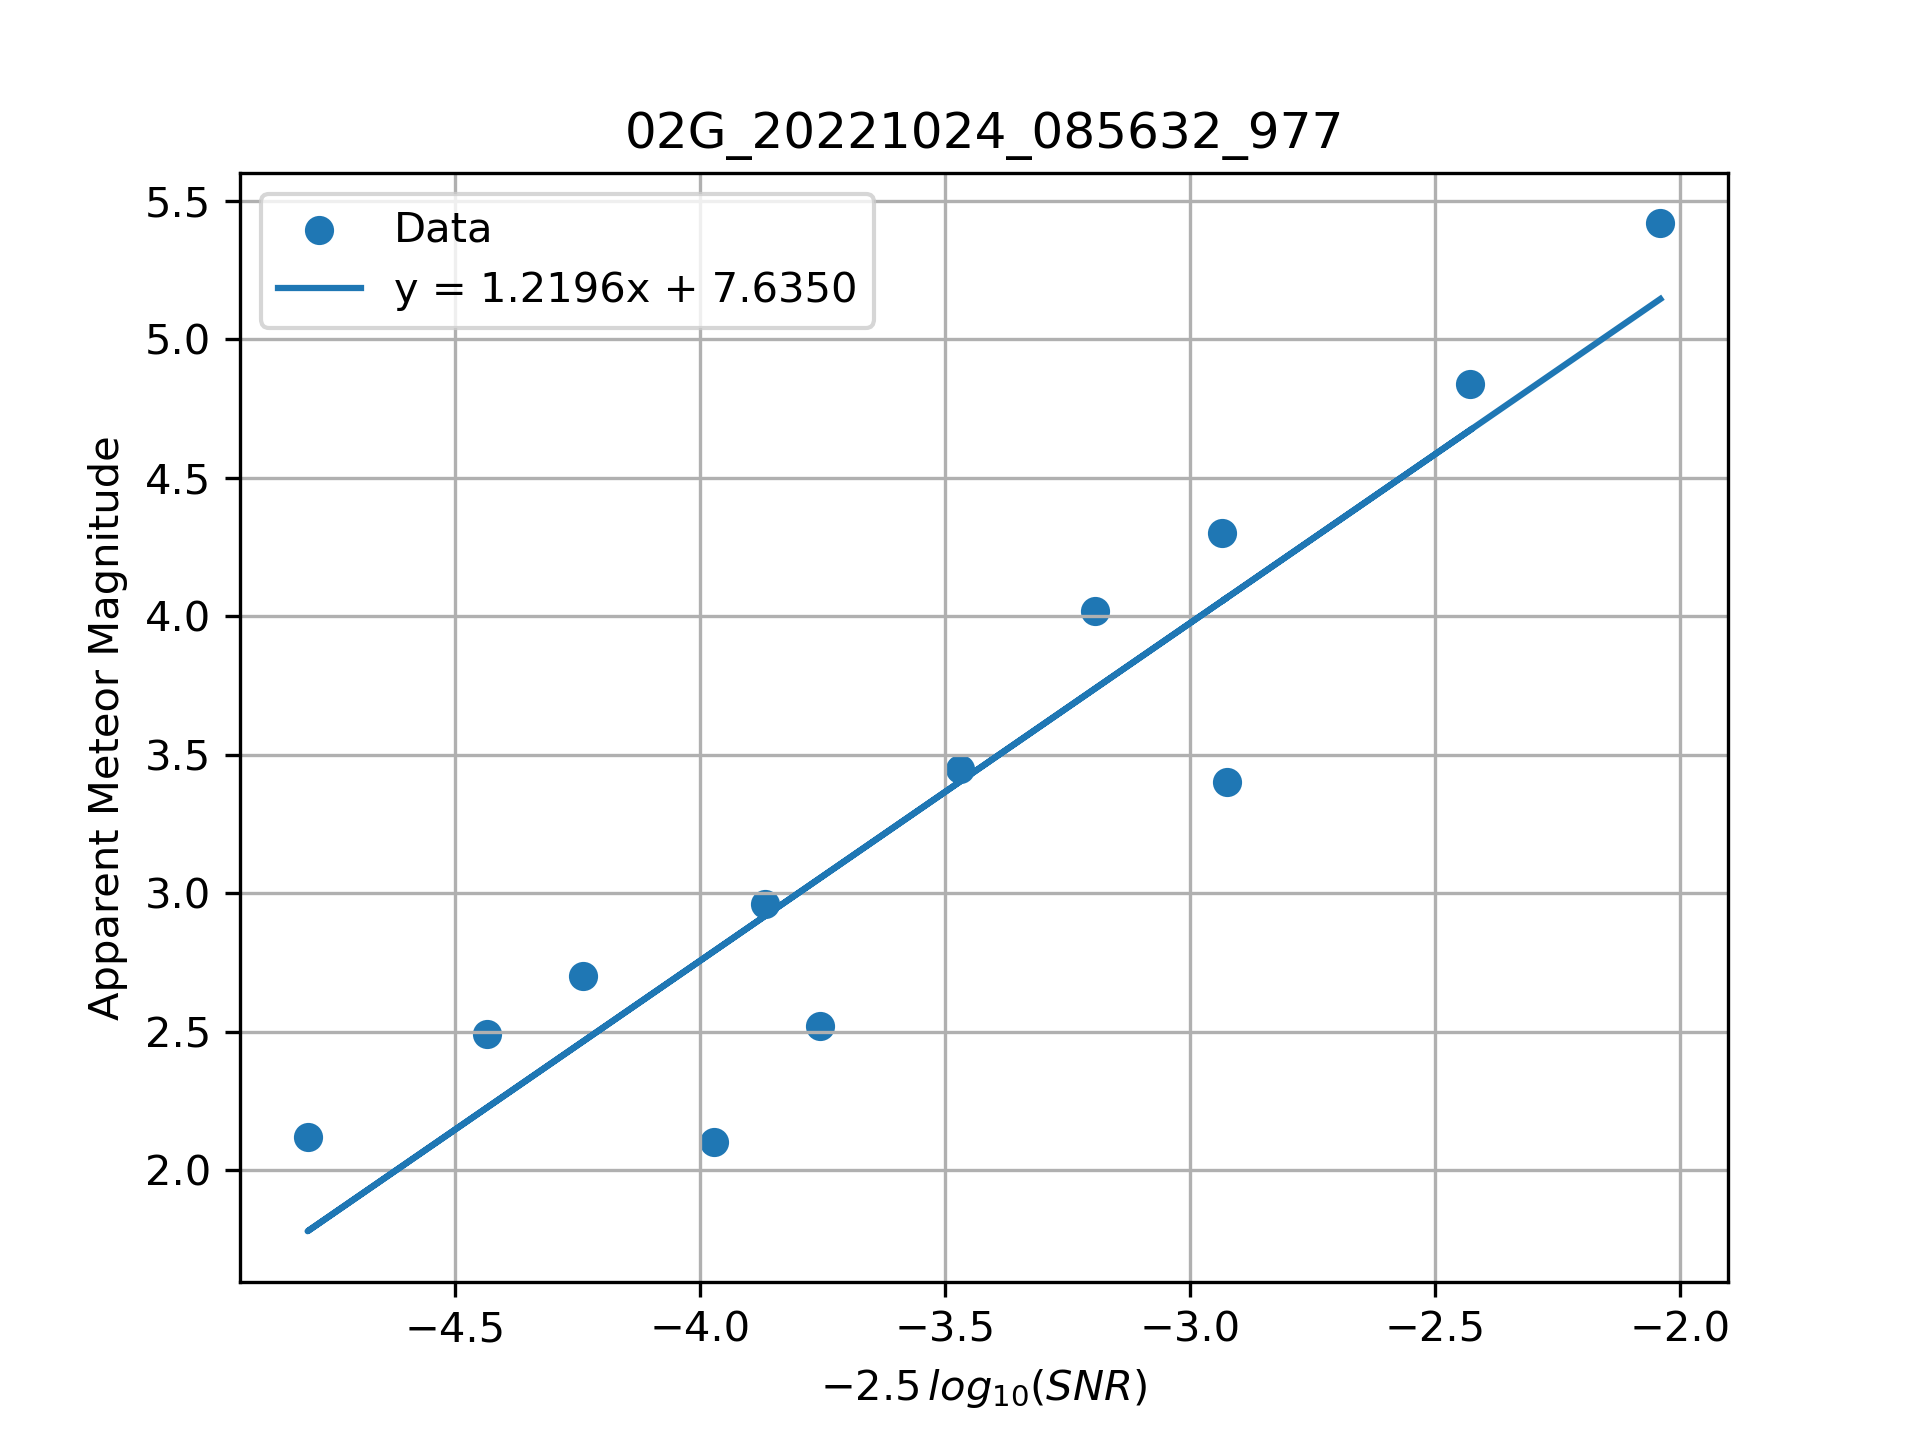 02G_20221024_085632_977
Data
y = 1.2196x + 7.6350
5.5
5.0
4.5
4.0
3.5
3.0
2.5
2.0
Apparent Meteor Magnitude
−4.5 −4.0 −3.5 −3.0 −2.5 −2.0
−2.5 log₁₀(SNR)